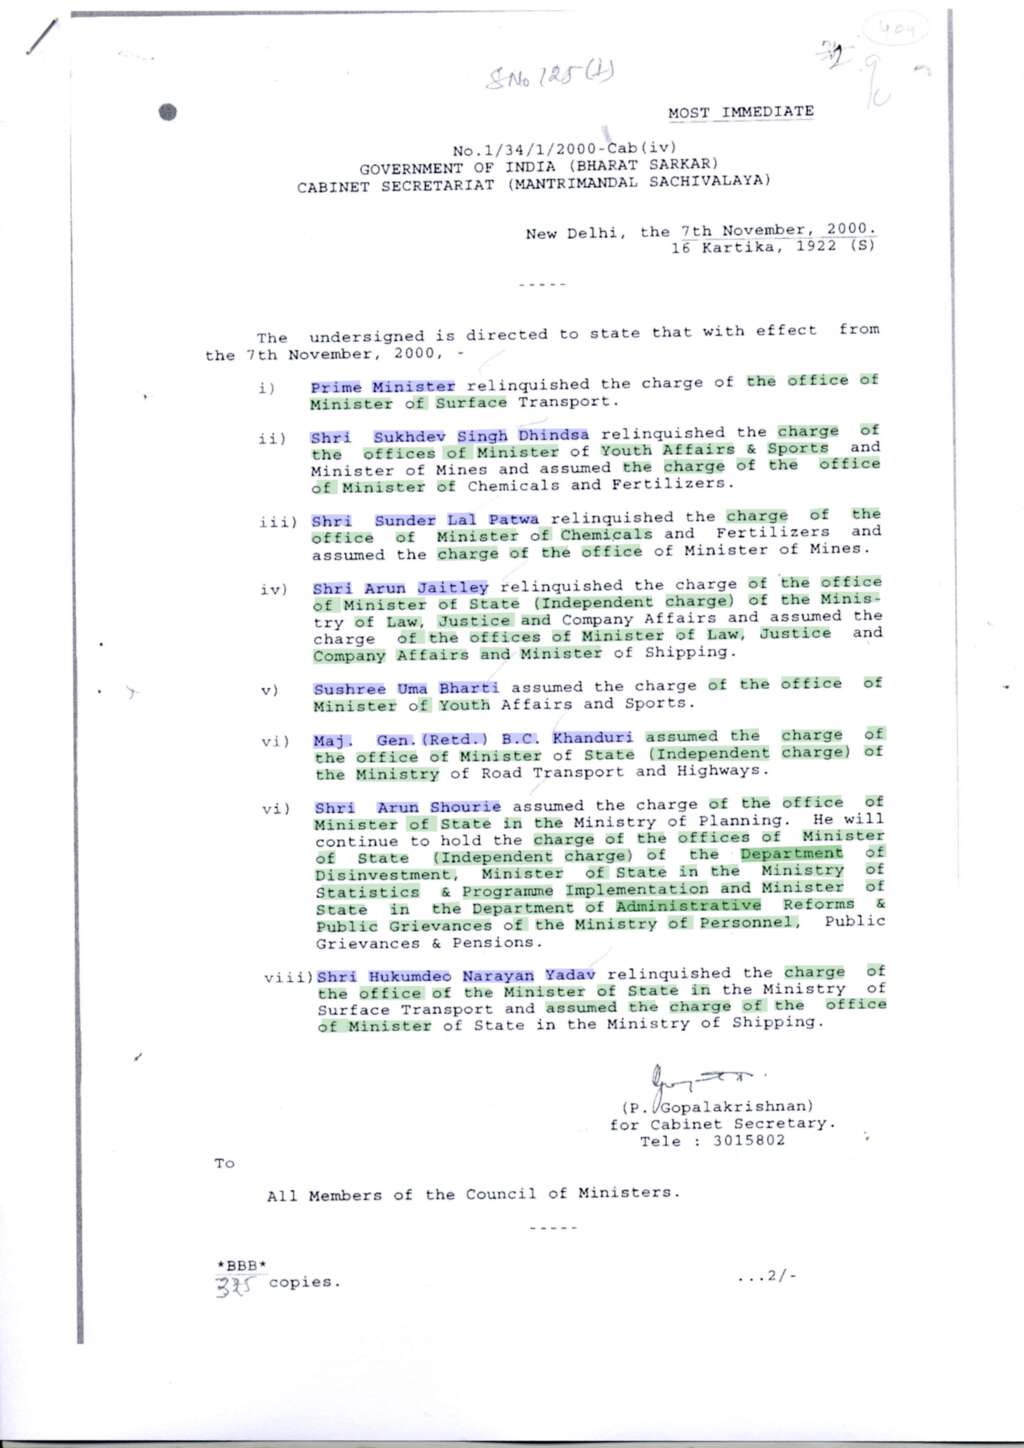 404
S No 125(1)
MOST IMMEDIATE
No.1/34/1/2000-Cab(iv)
GOVERNMENT OF INDIA (BHARAT SARKAR)
CABINET SECRETARIAT (MANTRIMANDAL SACHIVALAYA)
New Delhi, the 7th November, 2000.
16 Kartika, 1922 (S)
-----
The undersigned is directed to state that with effect from
the 7th November, 2000, -
i) Prime Minister relinquished the charge of the office of
Minister of Surface Transport.
ii) Shri Sukhdev Singh Dhindsa relinquished the charge of
the offices of Minister of Youth Affairs & Sports and
Minister of Mines and assumed the charge of the office
of Minister of Chemicals and Fertilizers.
iii) Shri Sunder Lal Patwa relinquished the charge of the
office of Minister of Chemicals and Fertilizers and
assumed the charge of the office of Minister of Mines.
iv) Shri Arun Jaitley relinquished the charge of the office
of Minister of State (Independent charge) of the Minis-
try of Law, Justice and Company Affairs and assumed the
charge of the offices of Minister of Law, Justice and
Company Affairs and Minister of Shipping.
v) Sushree Uma Bharti assumed the charge of the office of
Minister of Youth Affairs and Sports.
vi) Maj. Gen.(Retd.) B.C. Khanduri assumed the charge of
the office of Minister of State (Independent charge) of
the Ministry of Road Transport and Highways.
vi) Shri Arun Shourie assumed the charge of the office of
Minister of State in the Ministry of Planning. He will
continue to hold the charge of the offices of Minister
of State (Independent charge) of the Department of
Disinvestment, Minister of State in the Ministry of
Statistics & Programme Implementation and Minister of
State in the Department of Administrative Reforms &
Public Grievances of the Ministry of Personnel, Public
Grievances & Pensions.
viii) Shri Hukumdeo Narayan Yadav relinquished the charge of
the office of the Minister of State in the Ministry of
Surface Transport and assumed the charge of the office
of Minister of State in the Ministry of Shipping.
(P. Gopalakrishnan)
for Cabinet Secretary.
Tele : 3015802
To
All Members of the Council of Ministers.
-----
*BBB*
325 copies.
...2/-